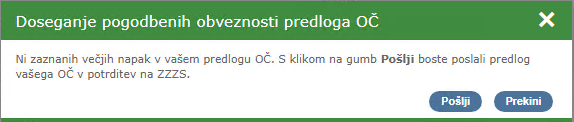 Doseganje pogodbenih obveznosti predloga OČ
Ni zaznanih večjih napak v vašem predlogu OČ. S klikom na gumb Pošlji boste poslali predlog
vašega OČ v potrditev na ZZZS.
Pošlji Prekini